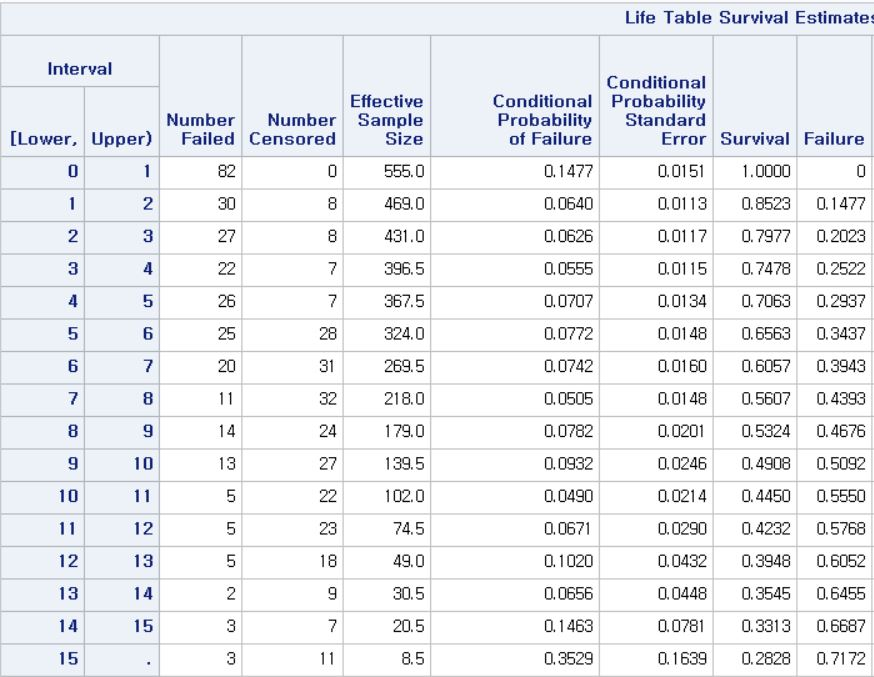 Life Table Survival Estimates
Interval
[Lower, Upper) Number Failed Number Censored Effective Sample Size Conditional Probability of Failure Conditional Probability Standard Error Survival Failure
0 1 82 0 555.0 0.1477 0.0151 1.0000 0
1 2 30 8 469.0 0.0640 0.0113 0.8523 0.1477
2 3 27 8 431.0 0.0626 0.0117 0.7977 0.2023
3 4 22 7 396.5 0.0555 0.0115 0.7478 0.2522
4 5 26 7 367.5 0.0707 0.0134 0.7063 0.2937
5 6 25 28 324.0 0.0772 0.0148 0.6563 0.3437
6 7 20 31 269.5 0.0742 0.0160 0.6057 0.3943
7 8 11 32 218.0 0.0505 0.0148 0.5607 0.4393
8 9 14 24 179.0 0.0782 0.0201 0.5324 0.4676
9 10 13 27 139.5 0.0932 0.0246 0.4908 0.5092
10 11 5 22 102.0 0.0490 0.0214 0.4450 0.5550
11 12 5 23 74.5 0.0671 0.0290 0.4232 0.5768
12 13 5 18 49.0 0.1020 0.0432 0.3948 0.6052
13 14 2 9 30.5 0.0656 0.0448 0.3545 0.6455
14 15 3 7 20.5 0.1463 0.0781 0.3313 0.6687
15 . 3 11 8.5 0.3529 0.1639 0.2828 0.7172